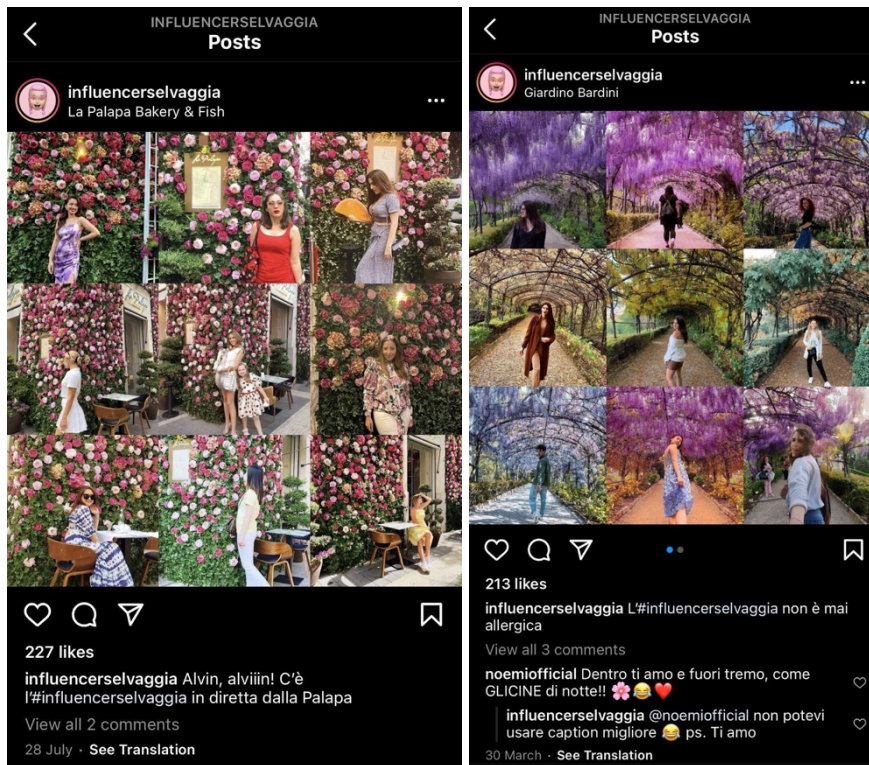 INFLUENCERSELVAGGIA
Posts
influencerselvaggia
La Palapa Bakery & Fish
la Palapa
227 likes
influencerselvaggia Alvin, alviiin! C'è
l'#influencerselvaggia in diretta dalla Palapa
View all 2 comments
28 July · See Translation
INFLUENCERSELVAGGIA
Posts
influencerselvaggia
Giardino Bardini
213 likes
influencerselvaggia L'#influencerselvaggia non è mai
allergica
View all 3 comments
noemiofficial Dentro ti amo e fuori tremo, come
GLICINE di notte!! 🌸😂❤️
influencerselvaggia @noemiofficial non potevi
usare caption migliore 😂 ps. Ti amo
30 March · See Translation